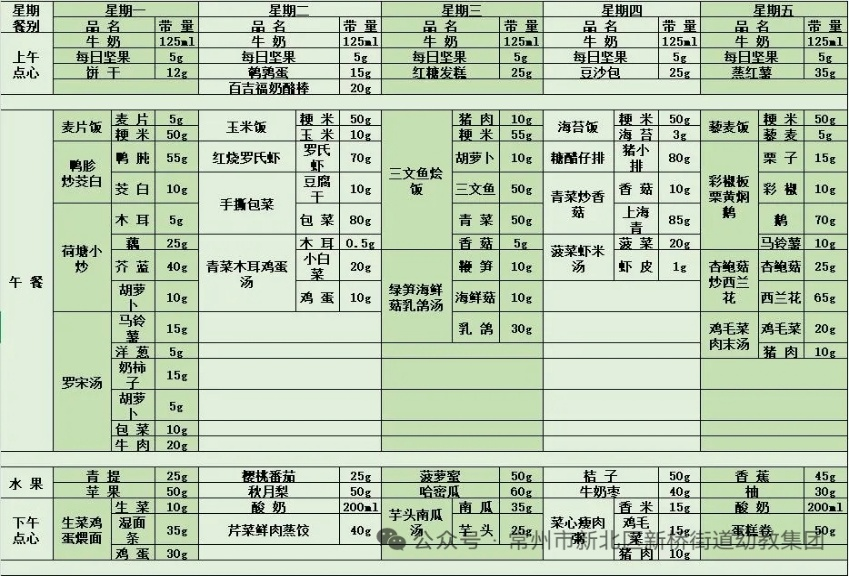 星期 星期一 星期二 星期三 星期四 星期五
餐别 品名 带量 品名 带量 品名 带量 品名 带量 品名 带量
上午点心 牛奶 125ml 牛奶 125ml 牛奶 125ml 牛奶 125ml 牛奶 125ml
每日坚果 5g 每日坚果 5g 每日坚果 5g 每日坚果 5g 每日坚果 5g
饼干 12g 鹌鹑蛋 15g 红糖发糕 25g 豆沙包 25g 蒸红薯 35g
百吉福奶酪棒 20g
午餐 麦片饭 麦片 5g 玉米饭 粳米 50g 三文鱼烩饭 猪肉 10g 海苔饭 粳米 50g 藜麦饭 粳米 50g
粳米 50g 玉米 10g 粳米 55g 海苔 3g 藜麦 5g
鸭胗炒茭白 鸭肫 55g 红烧罗氏虾 罗氏虾 70g 胡萝卜 10g 糖醋仔排 猪小排 80g 彩椒板栗黄焖鹅 栗子 15g
茭白 10g 手撕包菜 豆腐干 10g 三文鱼 50g 青菜炒香菇 香菇 10g 彩椒 10g
荷塘小炒 木耳 5g 包菜 80g 青菜 50g 上海青 85g 鹅 70g
藕 25g 青菜木耳鸡蛋汤 木耳 0.5g 香菇 5g 菠菜虾米汤 菠菜 20g 马铃薯 10g
芥蓝 40g 小白菜 20g 绿笋海鲜菇乳鸽汤 鞭笋 10g 虾皮 1g 杏鲍菇炒西兰花 杏鲍菇 25g
胡萝卜 10g 鸡蛋 10g 海鲜菇 10g 西兰花 65g
罗宋汤 马铃薯 15g 乳鸽 30g 鸡毛菜肉末汤 鸡毛菜 20g
洋葱 5g 猪肉 10g
奶柿子 15g
胡萝卜 5g
包菜 10g
牛肉 20g
水果 青提 25g 樱桃番茄 25g 菠萝蜜 50g 桔子 50g 香蕉 45g
苹果 50g 秋月梨 50g 哈密瓜 60g 牛奶枣 40g 柚 30g
下午点心 生菜鸡蛋煨面 生菜 10g 酸奶 200ml 芋头南瓜汤 南瓜 35g 菜心瘦肉粥 香米 15g 酸奶 200ml
湿面条 35g 芹菜鲜肉蒸饺 40g 芋头 25g 鸡毛菜 15g 蛋糕卷 50g
鸡蛋 30g 猪肉 10g
公众号 · 常州市新北区新桥街道幼教集团